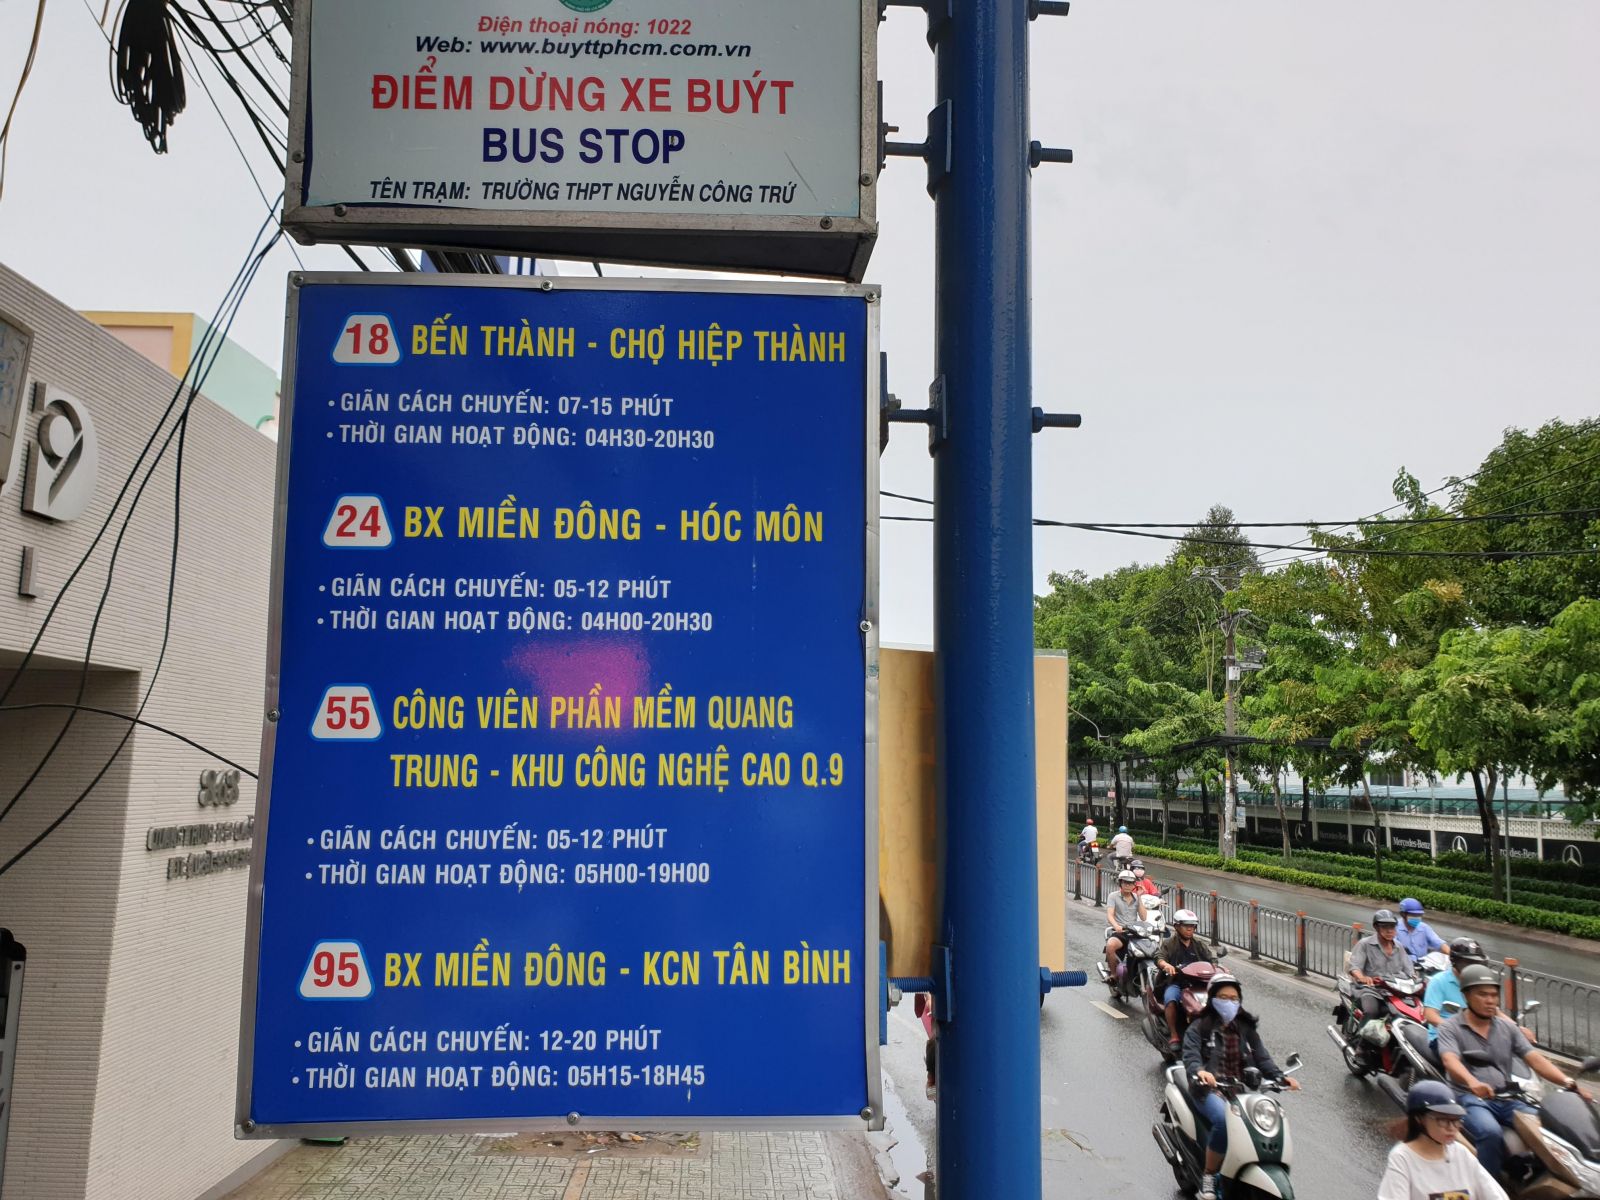 Điện thoại nóng: 1022
Web: www.buyttphcm.com.vn
ĐIỂM DỪNG XE BUÝT
BUS STOP
TÊN TRẠM: TRƯỜNG THPT NGUYỄN CÔNG TRỨ
18 BẾN THÀNH - CHỢ HIỆP THÀNH
• GIÃN CÁCH CHUYẾN: 07-15 PHÚT
• THỜI GIAN HOẠT ĐỘNG: 04H30-20H30
24 BX MIỀN ĐÔNG - HÓC MÔN
• GIÃN CÁCH CHUYẾN: 05-12 PHÚT
• THỜI GIAN HOẠT ĐỘNG: 04H00-20H30
55 CÔNG VIÊN PHẦN MỀM QUANG
TRUNG - KHU CÔNG NGHỆ CAO Q.9
• GIÃN CÁCH CHUYẾN: 05-12 PHÚT
• THỜI GIAN HOẠT ĐỘNG: 05H00-19H00
95 BX MIỀN ĐÔNG - KCN TÂN BÌNH
• GIÃN CÁCH CHUYẾN: 12-20 PHÚT
• THỜI GIAN HOẠT ĐỘNG: 05H15-18H45
Mercedes-Benz